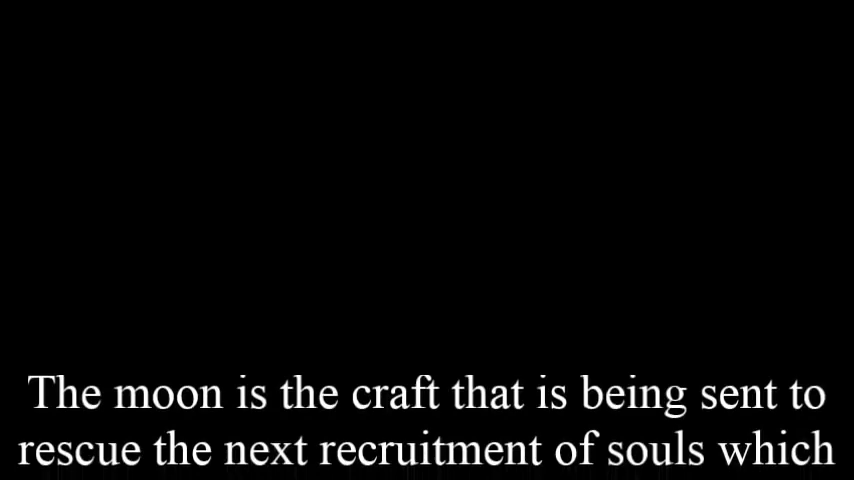 The moon is the craft that is being sent to
rescue the next recruitment of souls which